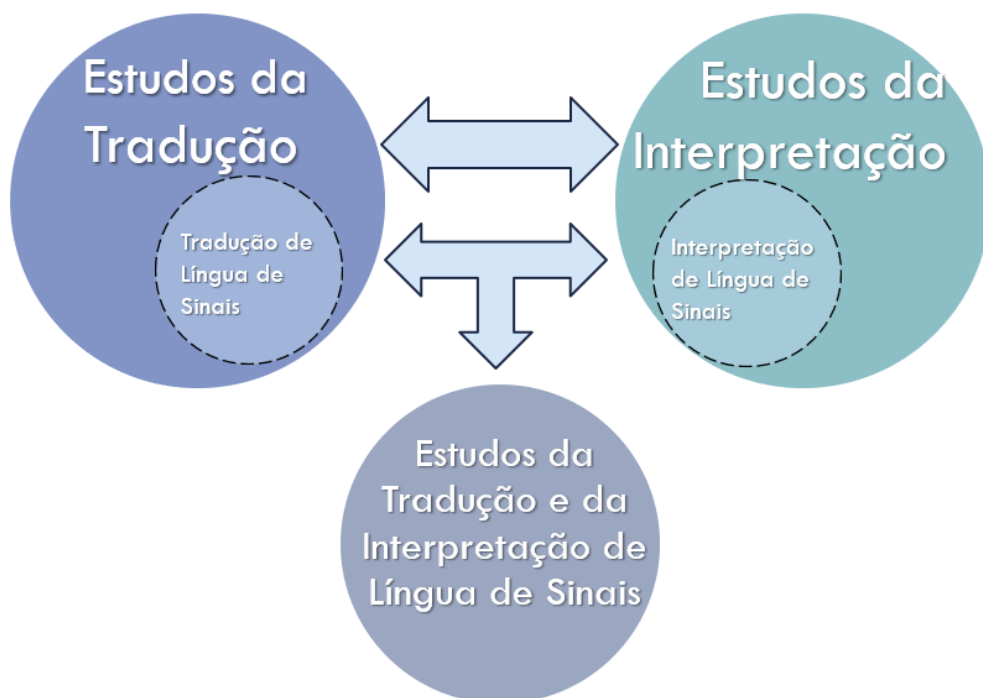 Estudos da
Tradução
Tradução de
Língua de
Sinais
Estudos da
Interpretação
Interpretação
de Língua de
Sinais
Estudos da
Tradução e da
Interpretação de
Língua de Sinais